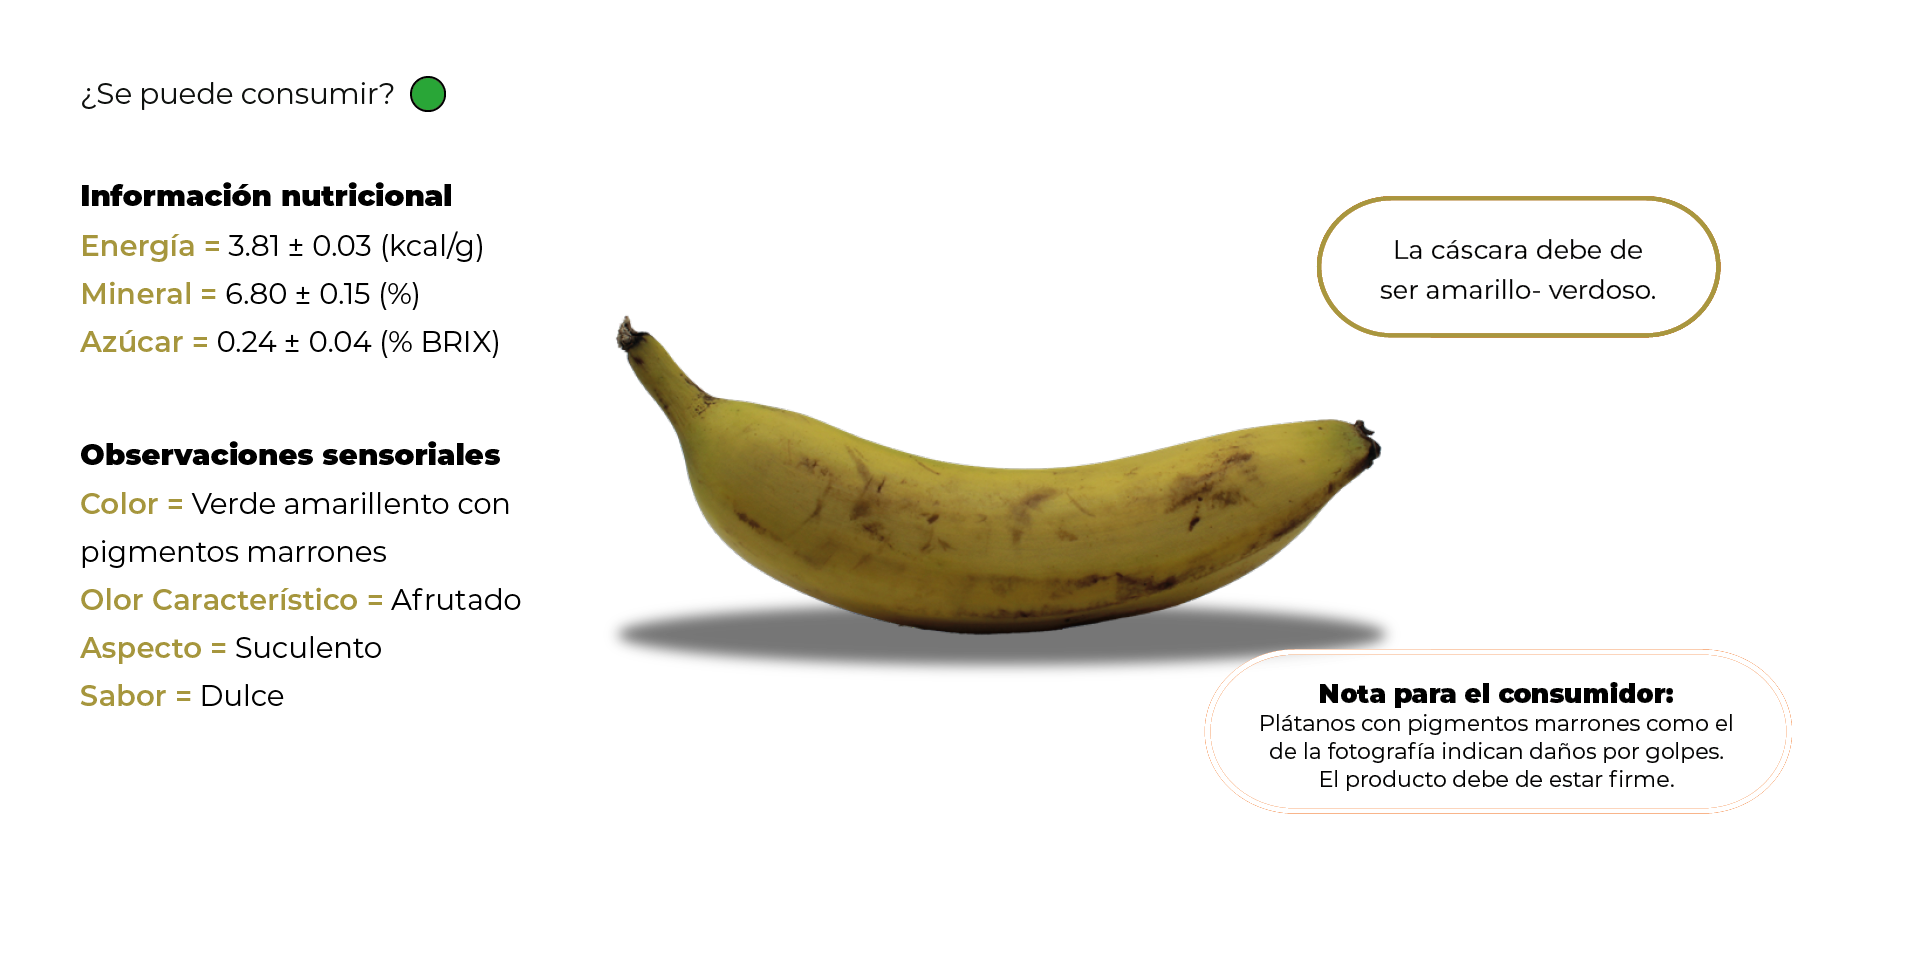 ¿Se puede consumir?
Información nutricional
Energía = 3.81 ± 0.03 (kcal/g)
Mineral = 6.80 ± 0.15 (%)
Azúcar = 0.24 ± 0.04 (% BRIX)
Observaciones sensoriales
Color = Verde amarillento con
pigmentos marrones
Olor Característico = Afrutado
Aspecto = Suculento
Sabor = Dulce
La cáscara debe de
ser amarillo- verdoso.
Nota para el consumidor:
Plátanos con pigmentos marrones como el
de la fotografía indican daños por golpes.
El producto debe de estar firme.